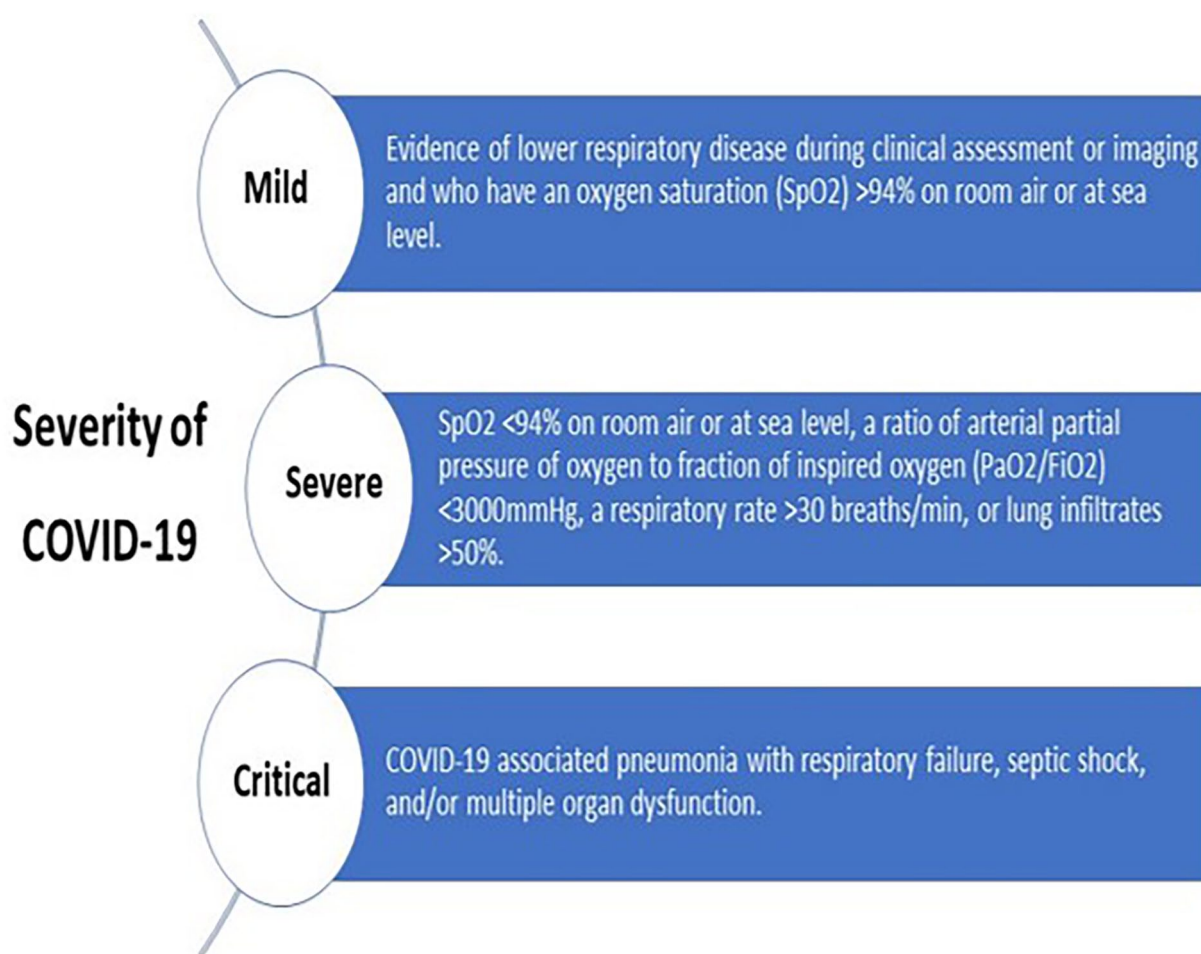 Mild
Evidence of lower respiratory disease during clinical assessment or imaging
and who have an oxygen saturation (SpO2) >94% on room air or at sea
level.
Severity of
COVID-19
Severe
SpO2 <94% on room air or at sea level, a ratio of arterial partial
pressure of oxygen to fraction of inspired oxygen (PaO2/FiO2)
<3000mmHg, a respiratory rate >30 breaths/min, or lung infiltrates
>50%.
Critical
COVID-19 associated pneumonia with respiratory failure, septic shock,
and/or multiple organ dysfunction.